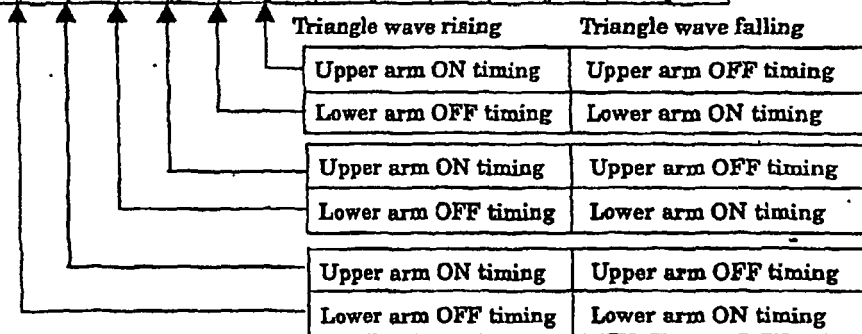 Triangle wave rising Triangle wave falling
Upper arm ON timing Upper arm OFF timing
Lower arm OFF timing Lower arm ON timing
Upper arm ON timing Upper arm OFF timing
Lower arm OFF timing Lower arm ON timing
Upper arm ON timing Upper arm OFF timing
Lower arm OFF timing Lower arm ON timing